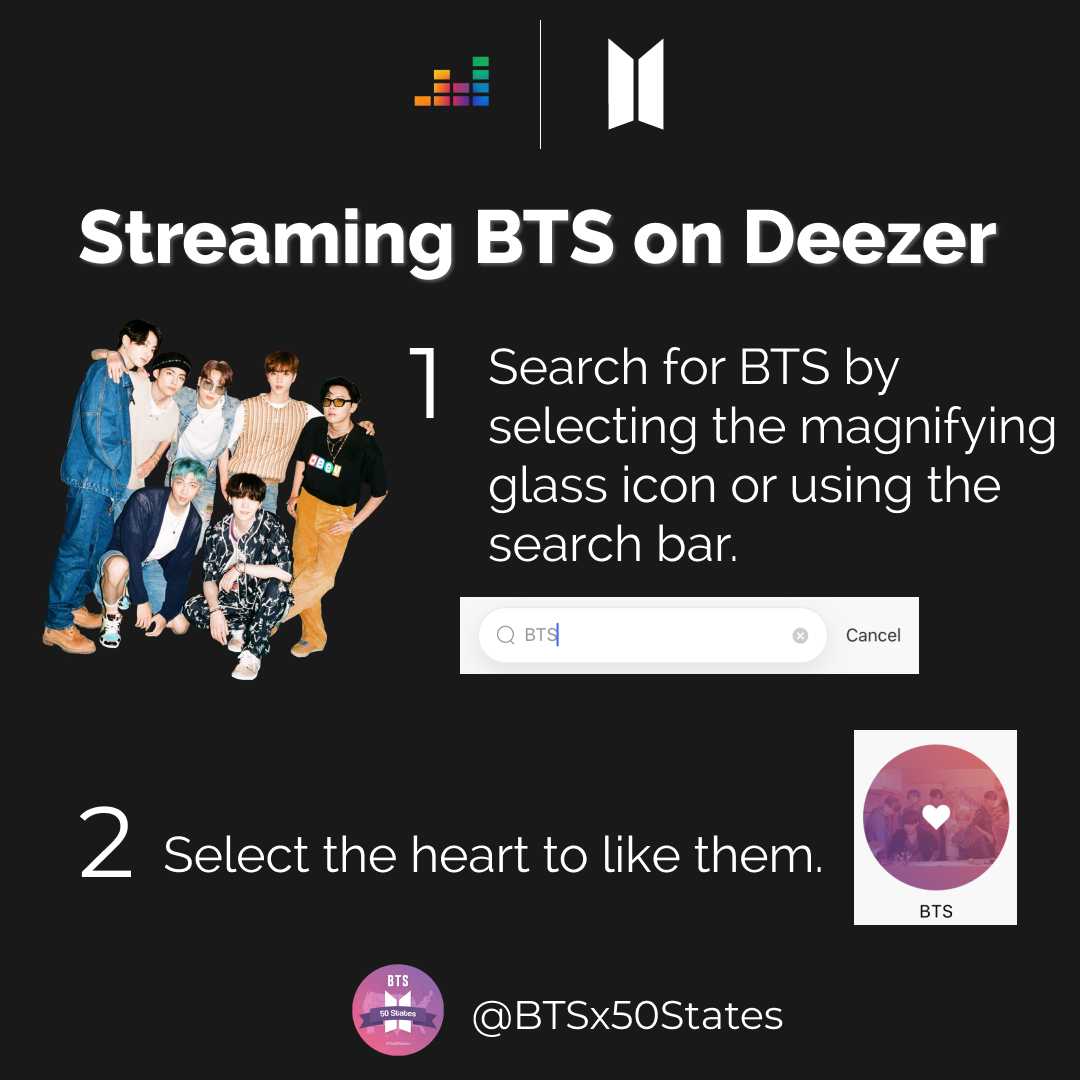 Streaming BTS on Deezer
1
Search for BTS by
selecting the magnifying
glass icon or using the
search bar.
BTS
Cancel
2
Select the heart to like them.
BTS
BTS
50 States
@BTSx50States